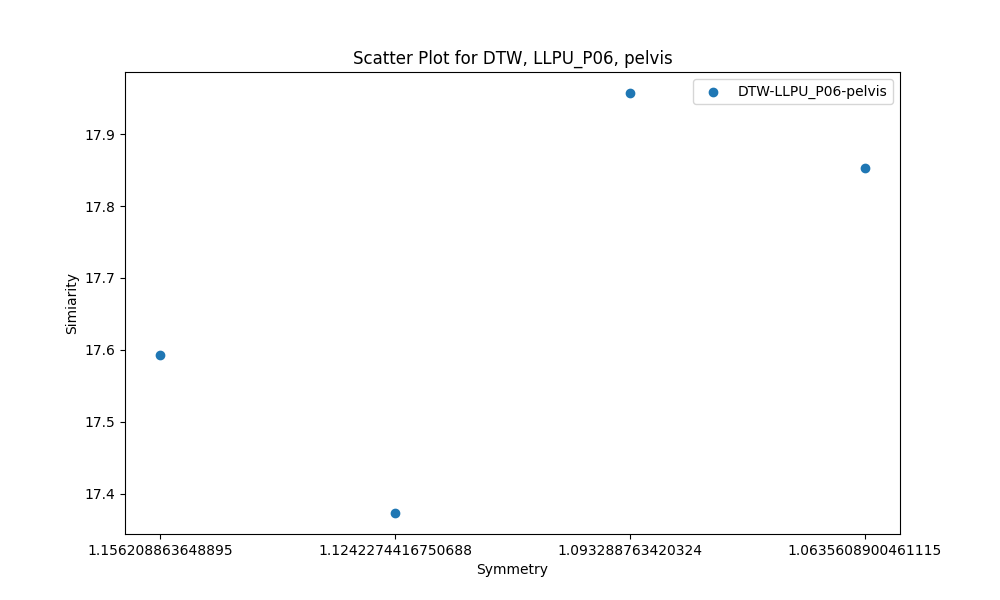 Scatter Plot for DTW, LLPU_P06, pelvis
DTW-LLPU_P06-pelvis
17.9
17.8
17.7
17.6
17.5
17.4
Simiarity
1.156208863648895
1.1242274416750688
1.093288763420324
1.0635608900461115
Symmetry